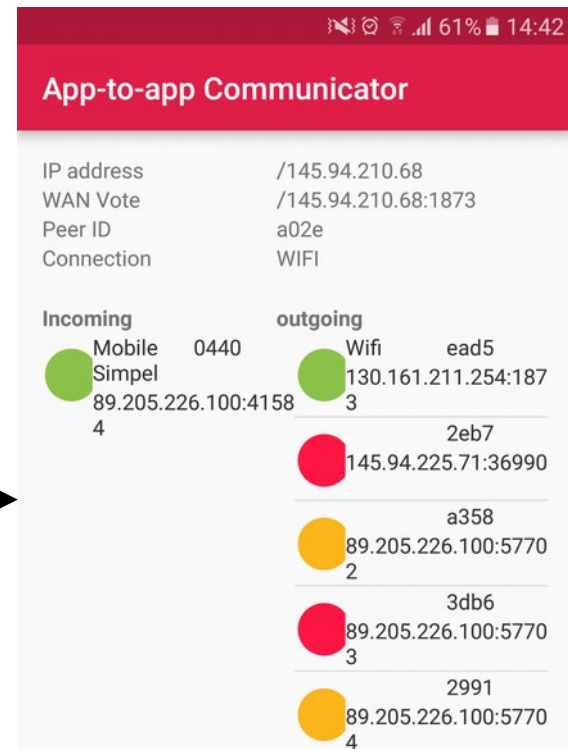 61% 14:42
App-to-app Communicator
IP address /145.94.210.68
WAN Vote /145.94.210.68:1873
Peer ID a02e
Connection WIFI
Incoming
Mobile 0440
Simpel
89.205.226.100:4158
4
outgoing
Wifi ead5
130.161.211.254:187
3
2eb7
145.94.225.71:36990
a358
89.205.226.100:5770
2
3db6
89.205.226.100:5770
3
2991
89.205.226.100:5770
4